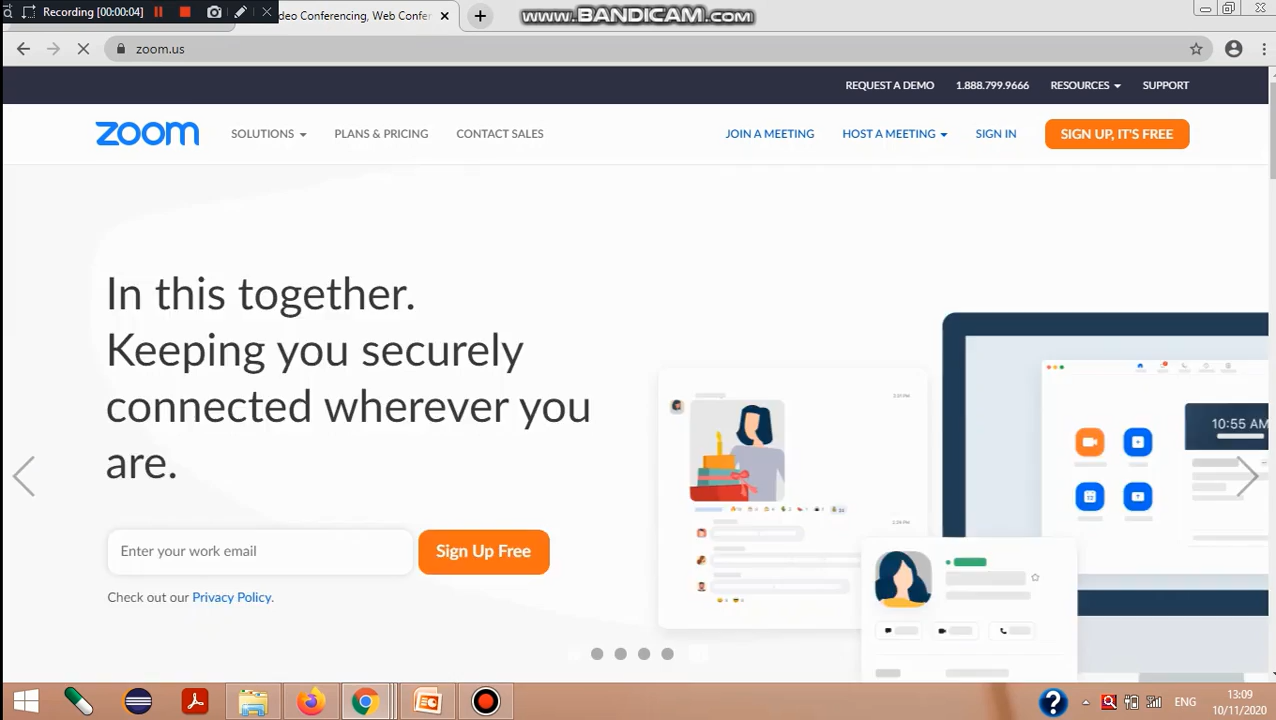 Recording [00:00:04]
deo Conferencing, Web Confer
www.BANDICAM.com
zoom.us
REQUEST A DEMO 1.888.799.9666 RESOURCES SUPPORT
zoom SOLUTIONS PLANS & PRICING CONTACT SALES JOIN A MEETING HOST A MEETING SIGN IN SIGN UP, IT'S FREE
In this together.
Keeping you securely
connected wherever you
are.
10:55 AM
Enter your work email Sign Up Free
Check out our Privacy Policy.
ENG
13:09
10/11/2020